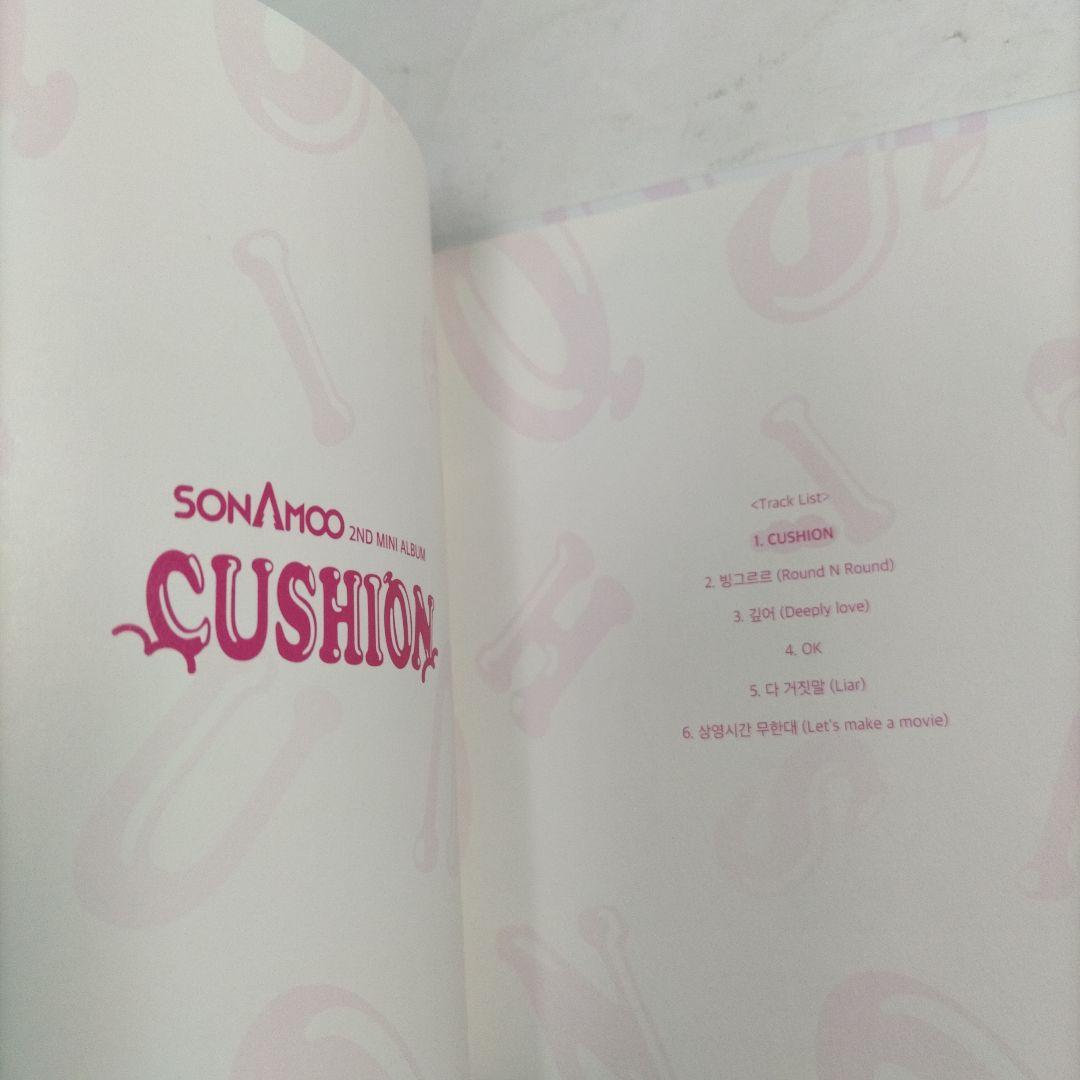 SONAMOO 2ND MINI ALBUM
CUSHION
<Track List>
1. CUSHION
2. 빙그르르 (Round N Round)
3. 깊어 (Deeply love)
4. OK
5. 다 거짓말 (Liar)
6. 상영시간 무한대 (Let's make a movie)